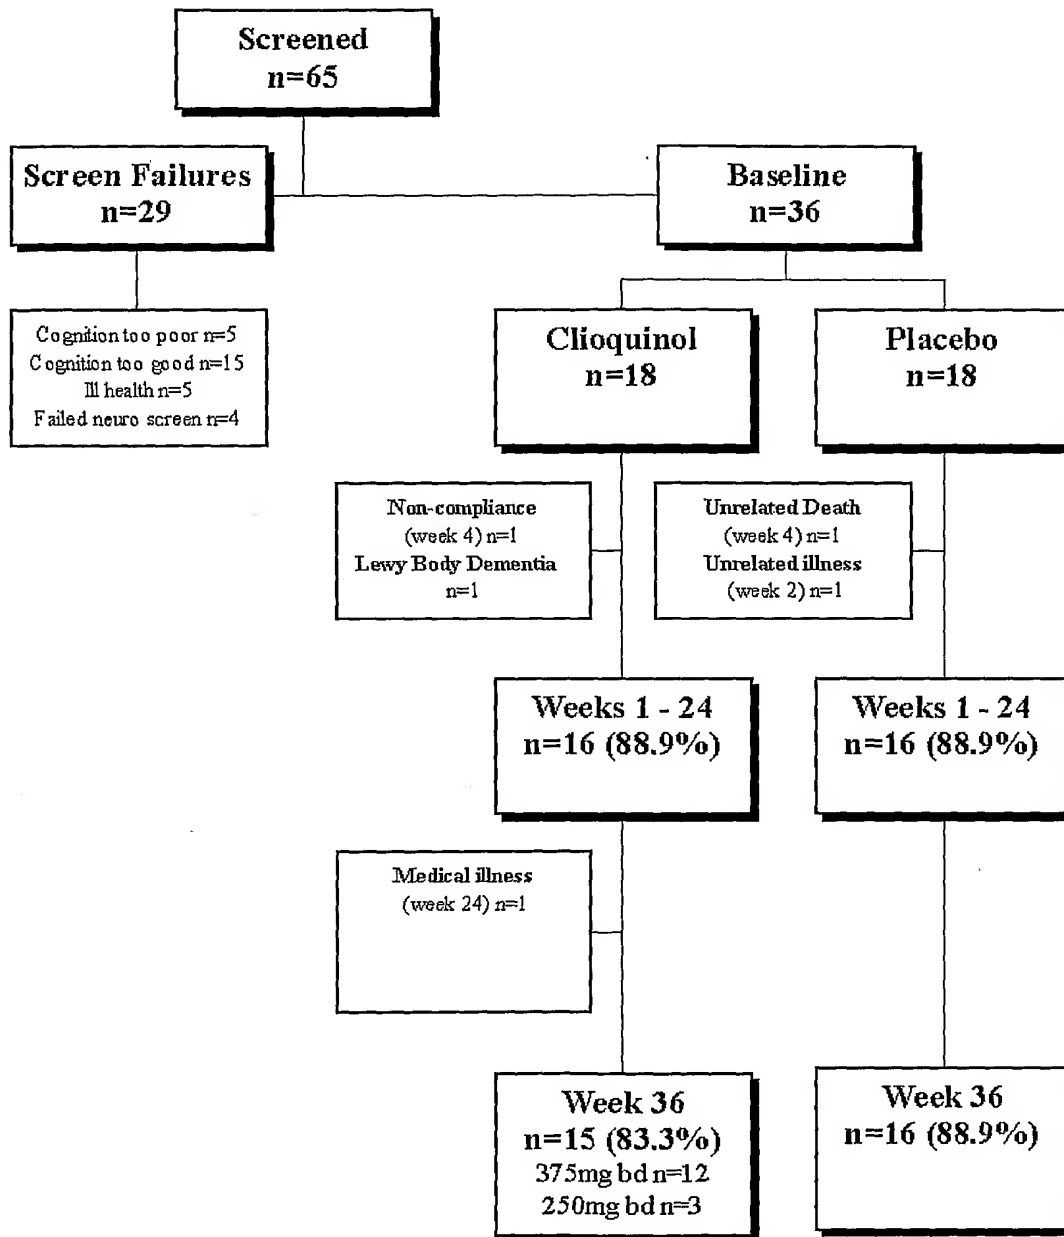 Screened
n=65
Screen Failures
n=29
Baseline
n=36
Cognition too poor n=5
Cognition too good n=15
Ill health n=5
Failed neuro screen n=4
Clioquinol
n=18
Placebo
n=18
Non-compliance
(week 4) n=1
Lewy Body Dementia
n=1
Unrelated Death
(week 4) n=1
Unrelated illness
(week 2) n=1
Weeks 1 - 24
n=16 (88.9%)
Weeks 1 - 24
n=16 (88.9%)
Medical illness
(week 24) n=1
Week 36
n=15 (83.3%)
375mg bd n=12
250mg bd n=3
Week 36
n=16 (88.9%)